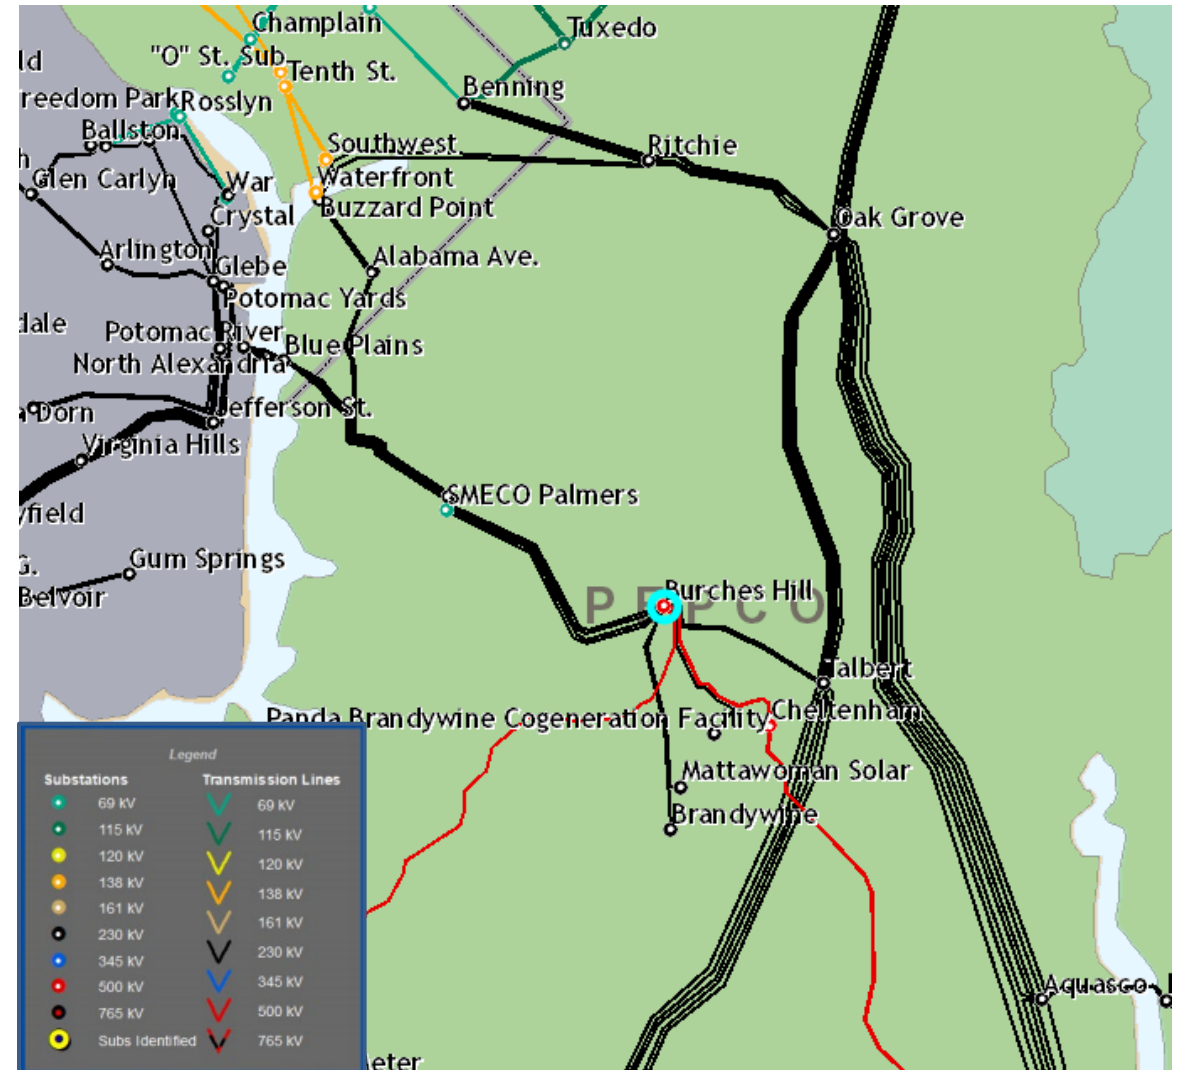 Champlain
Tuxedo
"O" St. Sub
Tenth St.
Benning
reedom Park
Rosslyn
Ballston
Southwest
Ritchie
Glen Carlyn
War
Waterfront
Crystal
Buzzard Point
Oak Grove
Arlington
Glebe
Alabama Ave.
Potomac Yards
dale
Potomac River
Blue Plains
North Alexandria
Dorn
Jefferson St.
Virginia Hills
SMECO Palmers
yfield
G.
Gum Springs
Belvoir
Burches Hill
PEPCO
Talbert
Panda Brandywine Cogeneration Facility
Cheltenham
Mattawoman Solar
Brandywine
Aquasco
eter
Legend
Substations Transmission Lines
69 kV 69 kV
115 kV 115 kV
120 kV 120 kV
138 kV 138 kV
161 kV 161 kV
230 kV 230 kV
345 kV 345 kV
500 kV 500 kV
765 kV 765 kV
Subs Identified